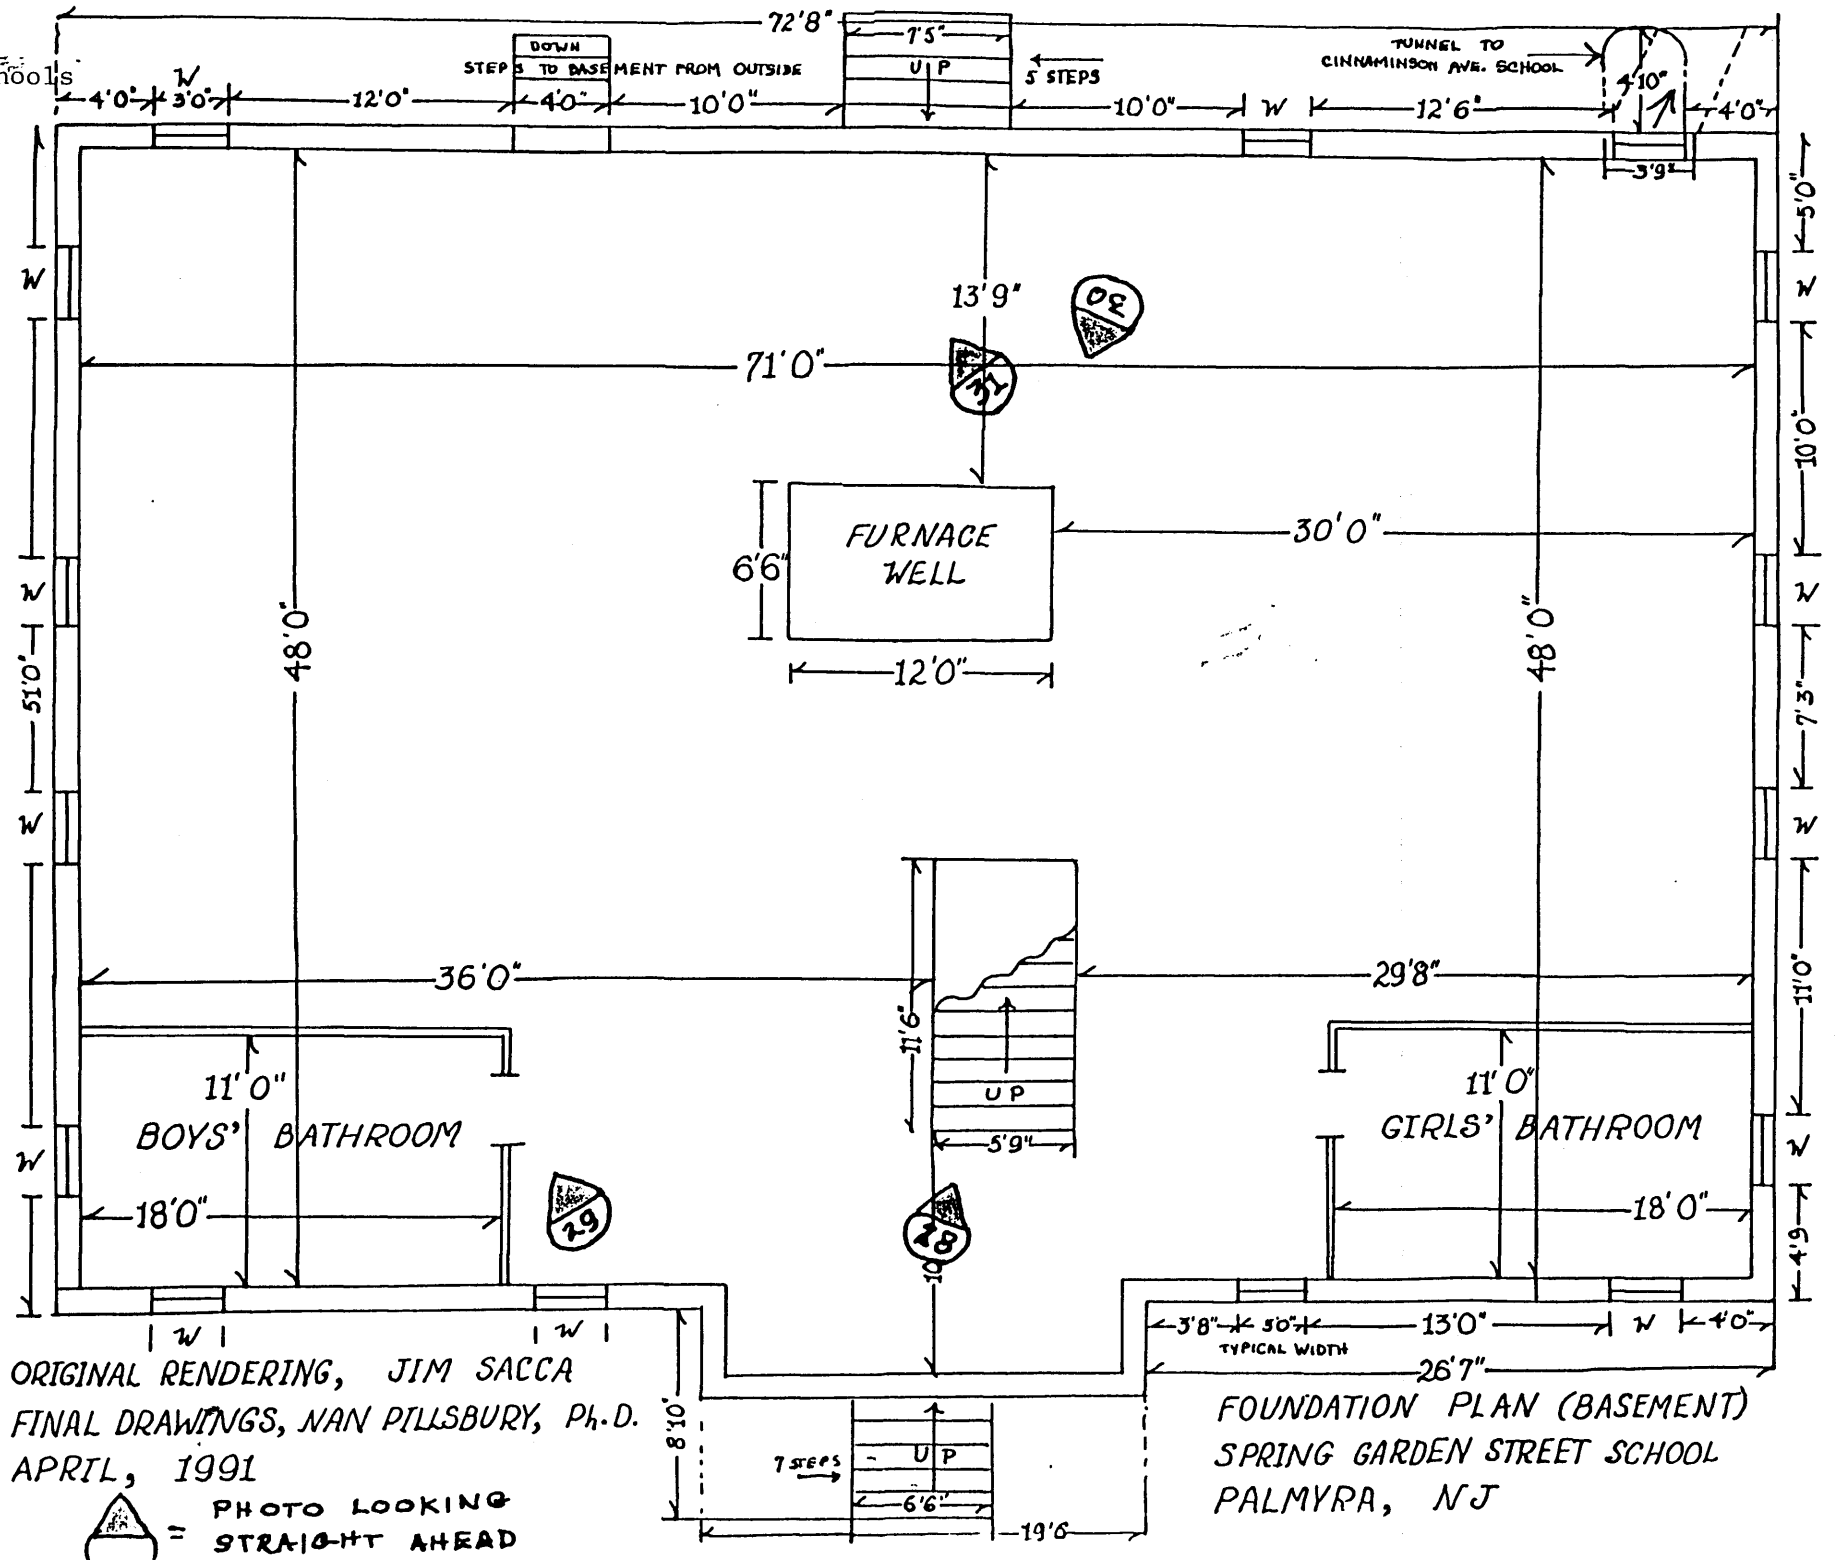 72'8"
hools
DOWN
STEPS TO BASEMENT FROM OUTSIDE
7'5"
UP
5 STEPS
TUNNEL TO
CINNAMINSON AVE. SCHOOL
4'10"
4'0" W 3'0" 12'0" 4'0" 10'0" 10'0" W 12'6" 4'0"
3'9"
5'0"
W
W
13'9"
30
71'0"
31
10'0"
FURNACE
WELL
30'0"
6'6"
W
W
48'0"
48'0"
12'0"
51'0"
7'3"
W
W
36'0"
29'8"
11'0"
11'6"
UP
5'9"
11'0"
BOYS' BATHROOM
11'0"
GIRLS' BATHROOM
W
W
18'0"
29
28
18'0"
4'9
10
W
W
3'8" 3'0" 13'0" W 4'0"
TYPICAL WIDTH
26'7"
8'10"
7 STEPS
UP
6'6"
19'6
ORIGINAL RENDERING, JIM SACCA
FINAL DRAWINGS, NAN PILLSBURY, Ph.D.
APRIL, 1991
= PHOTO LOOKING
STRAIGHT AHEAD
FOUNDATION PLAN (BASEMENT)
SPRING GARDEN STREET SCHOOL
PALMYRA, NJ